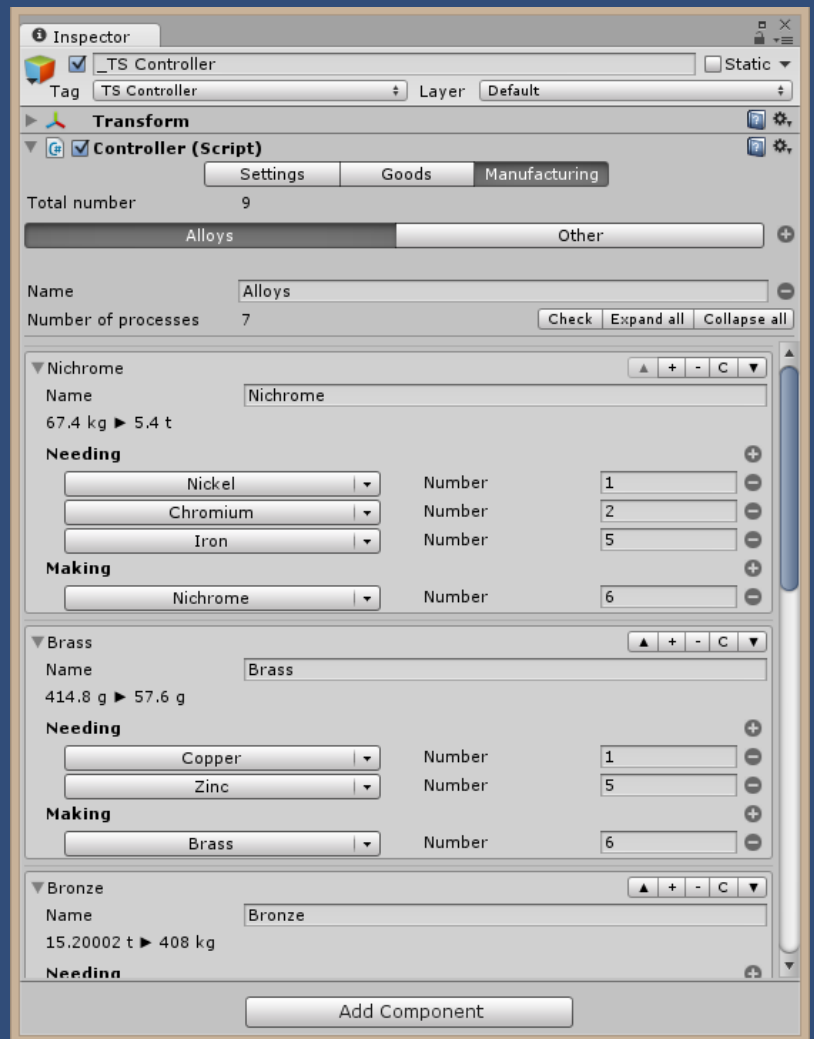 Inspector
_TS Controller Static
Tag TS Controller Layer Default
Transform
Controller (Script)
Settings Goods Manufacturing
Total number 9
Alloys Other
Name Alloys
Number of processes 7 Check Expand all Collapse all
Nichrome + - C
Name Nichrome
67.4 kg ► 5.4 t
Needing
Nickel Number 1
Chromium Number 2
Iron Number 5
Making
Nichrome Number 6
Brass + - C
Name Brass
414.8 g ► 57.6 g
Needing
Copper Number 1
Zinc Number 5
Making
Brass Number 6
Bronze + - C
Name Bronze
15.20002 t ► 408 kg
Needing
Add Component